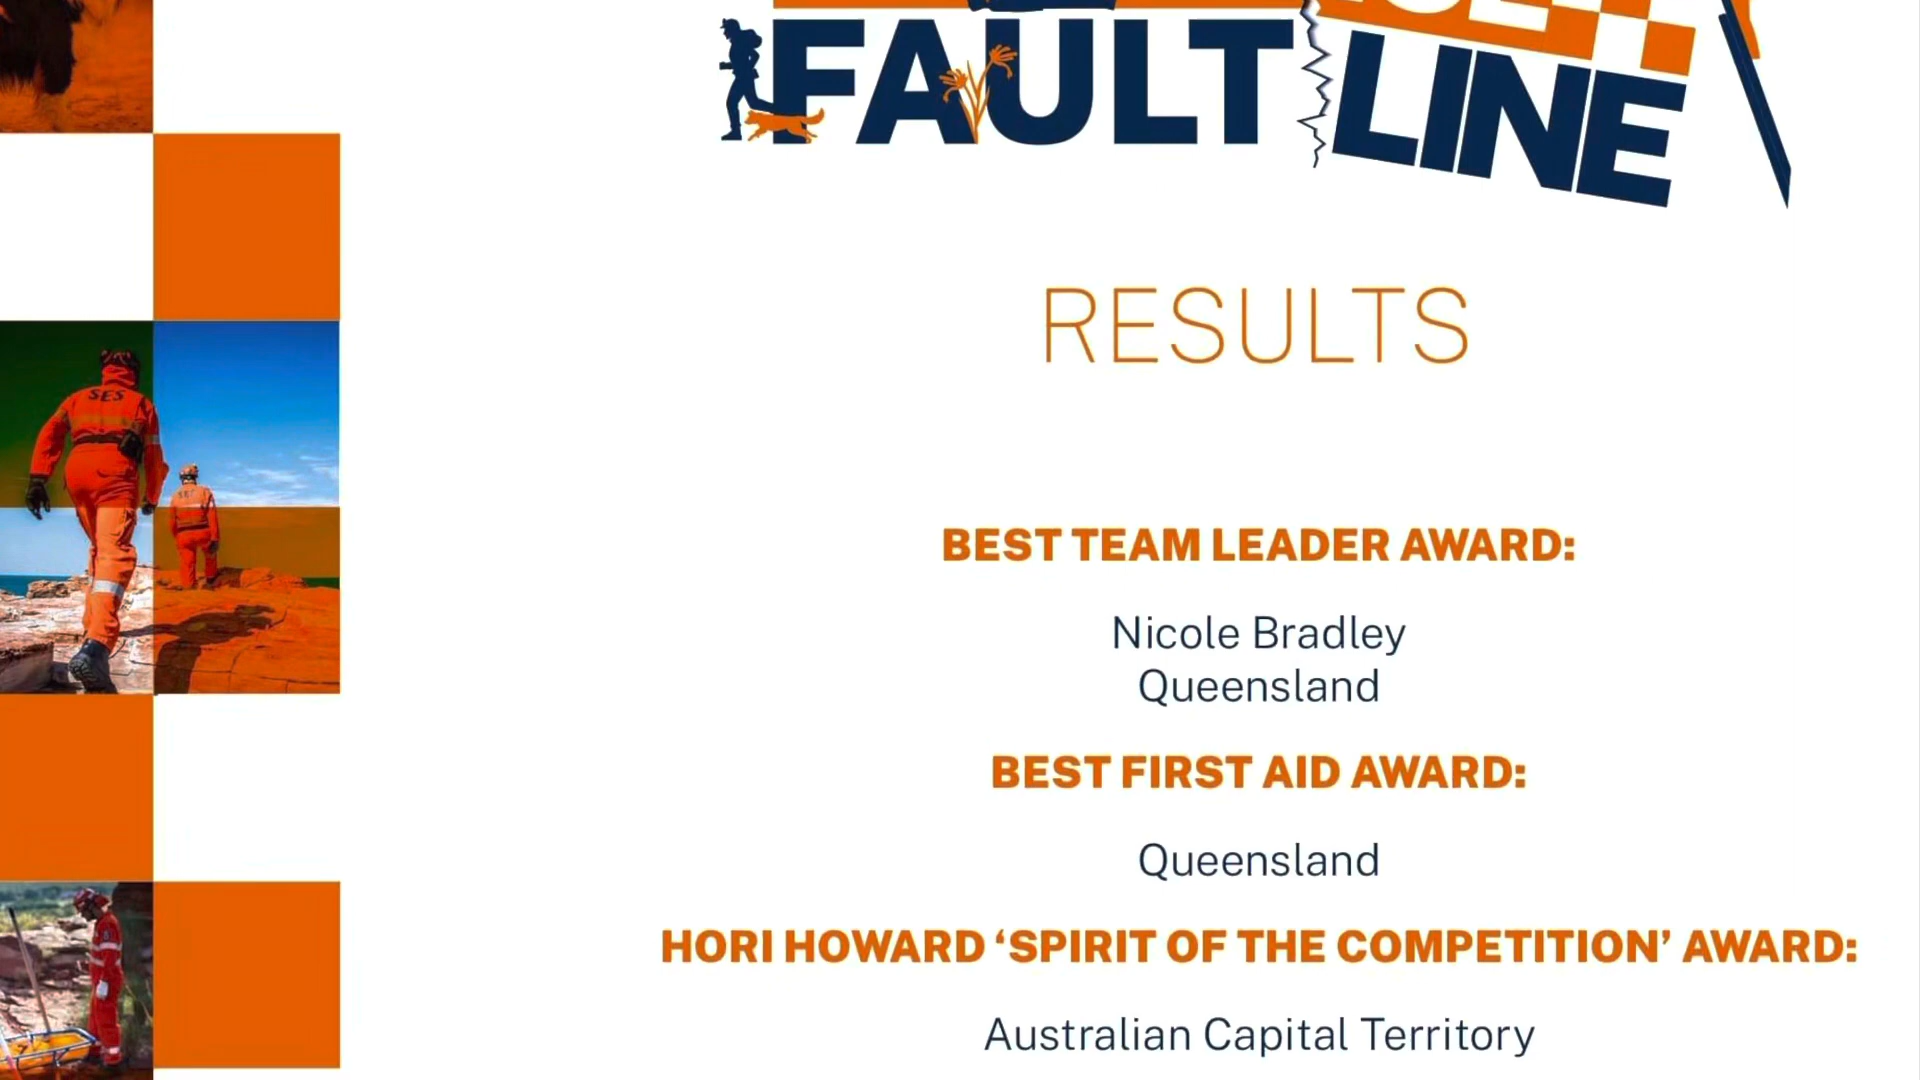 FAULT LINE
RESULTS
BEST TEAM LEADER AWARD:
Nicole Bradley
Queensland
BEST FIRST AID AWARD:
Queensland
HORI HOWARD ‘SPIRIT OF THE COMPETITION’ AWARD:
Australian Capital Territory
SES